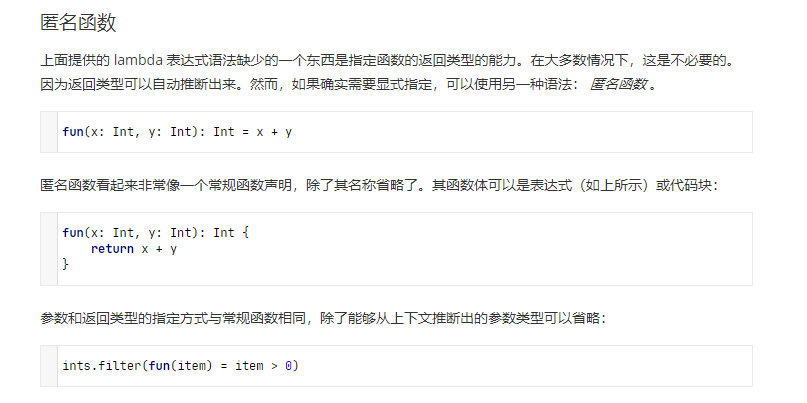 匿名函数
上面提供的 lambda 表达式语法缺少的一个东西是指定函数的返回类型的能力。在大多数情况下，这是不必要的。
因为返回类型可以自动推断出来。然而，如果确实需要显式指定，可以使用另一种语法： 匿名函数 。
fun(x: Int, y: Int): Int = x + y
匿名函数看起来非常像一个常规函数声明，除了其名称省略了。其函数体可以是表达式（如上所示）或代码块：
fun(x: Int, y: Int): Int {
    return x + y
}
参数和返回类型的指定方式与常规函数相同，除了能够从上下文推断出的参数类型可以省略：
ints.filter(fun(item) = item > 0)